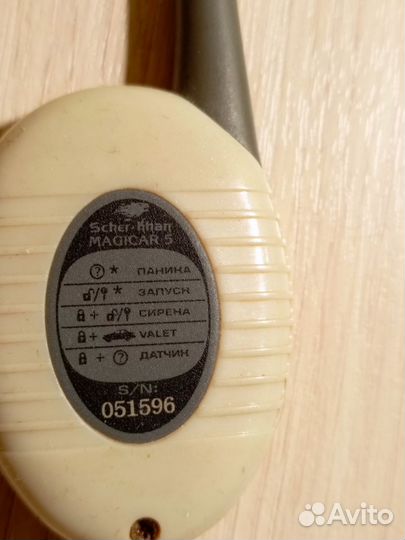 Scher-Khan
MAGICAR 5
? * ПАНИКА
/ * ЗАПУСК
+ / СИРЕНА
+ VALET
+ ? ДАТЧИК
S/N:
051596
Avito